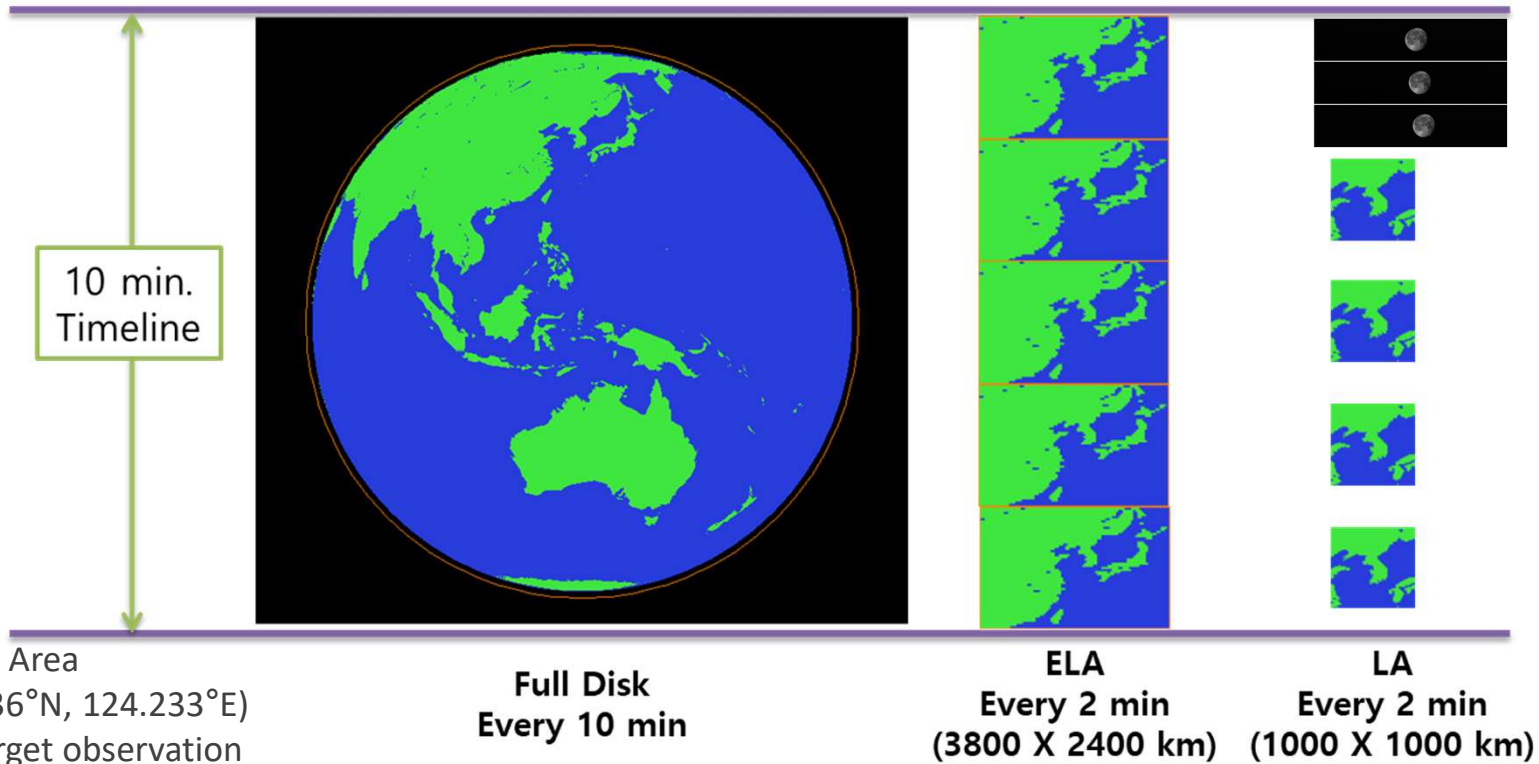 10 min.
Timeline
Area
36°N, 124.233°E)
rget observation
Full Disk
Every 10 min
ELA
Every 2 min
(3800 X 2400 km)
LA
Every 2 min
(1000 X 1000 km)